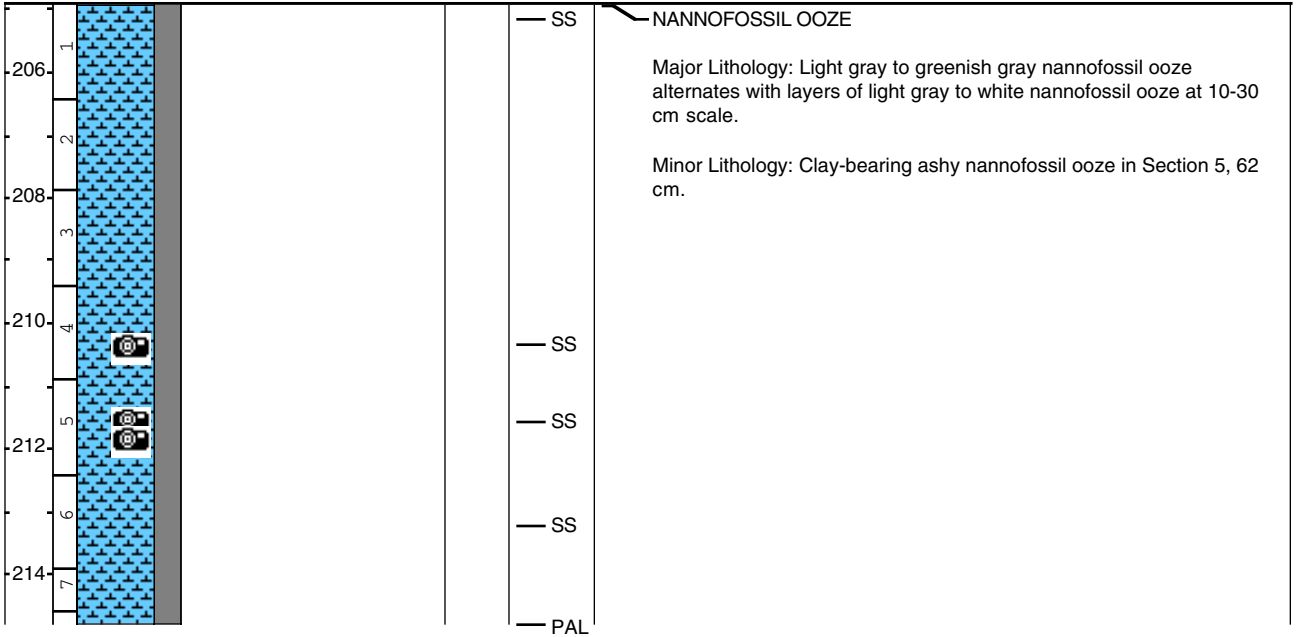 SS
NANNOFOSSIL OOZE
1
206
Major Lithology: Light gray to greenish gray nannofossil ooze
alternates with layers of light gray to white nannofossil ooze at 10-30
cm scale.
2
Minor Lithology: Clay-bearing ashy nannofossil ooze in Section 5, 62
cm.
208
3
210
4
SS
5
SS
212
6
SS
214
7
PAL